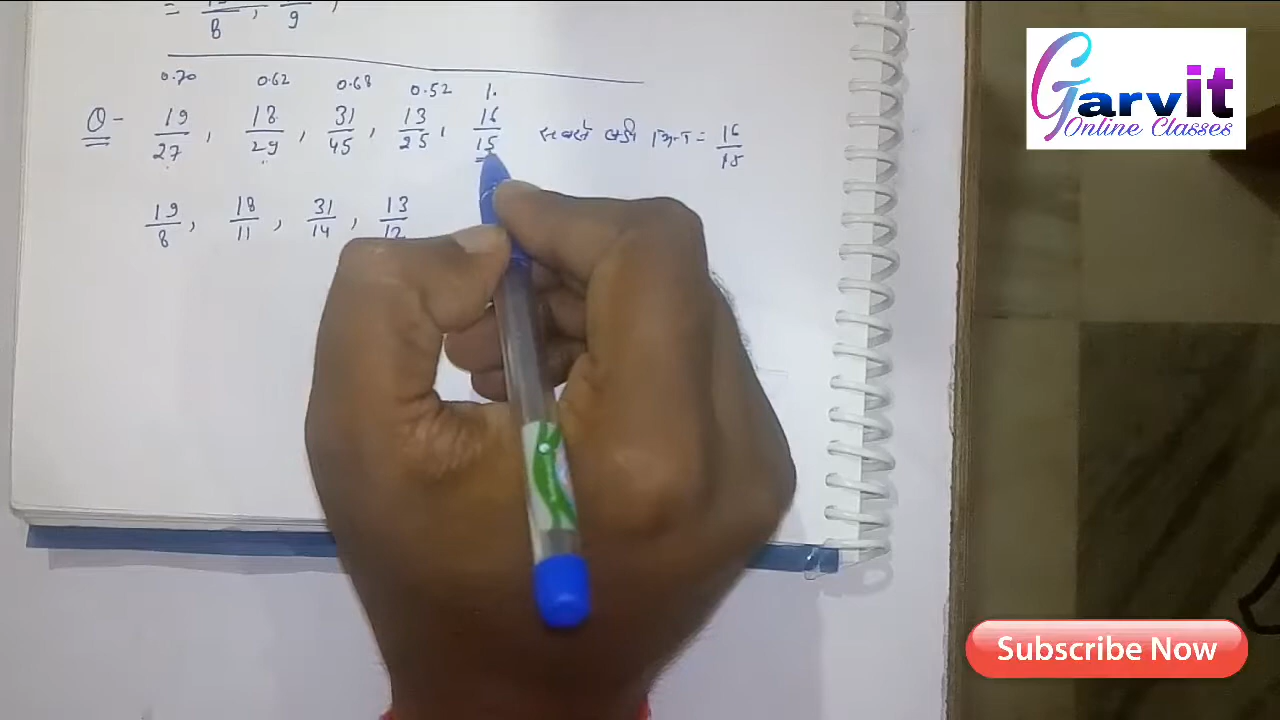 8 , 9 ,
0.70 0.62 0.68 0.52 1.
Q- 19/27 , 18/29 , 31/45 , 13/25 , 16/15 सबसे बड़ी भिन्न = 16/15
19/8 , 18/11 , 31/14 , 13/12
Garvit
Online Classes
Subscribe Now